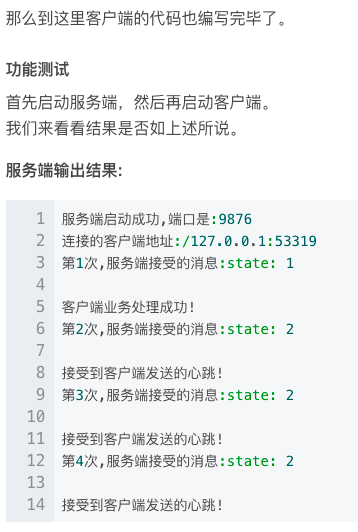 那么到这里客户端的代码也编写完毕了。
功能测试
首先启动服务端，然后再启动客户端。
我们来看看结果是否如上述所说。
服务端输出结果:
1 服务端启动成功,端口是:9876
2 连接的客户端地址:/127.0.0.1:53319
3 第1次,服务端接受的消息:state: 1
4
5 客户端业务处理成功!
6 第2次,服务端接受的消息:state: 2
7
8 接受到客户端发送的心跳!
9 第3次,服务端接受的消息:state: 2
10
11 接受到客户端发送的心跳!
12 第4次,服务端接受的消息:state: 2
13
14 接受到客户端发送的心跳!